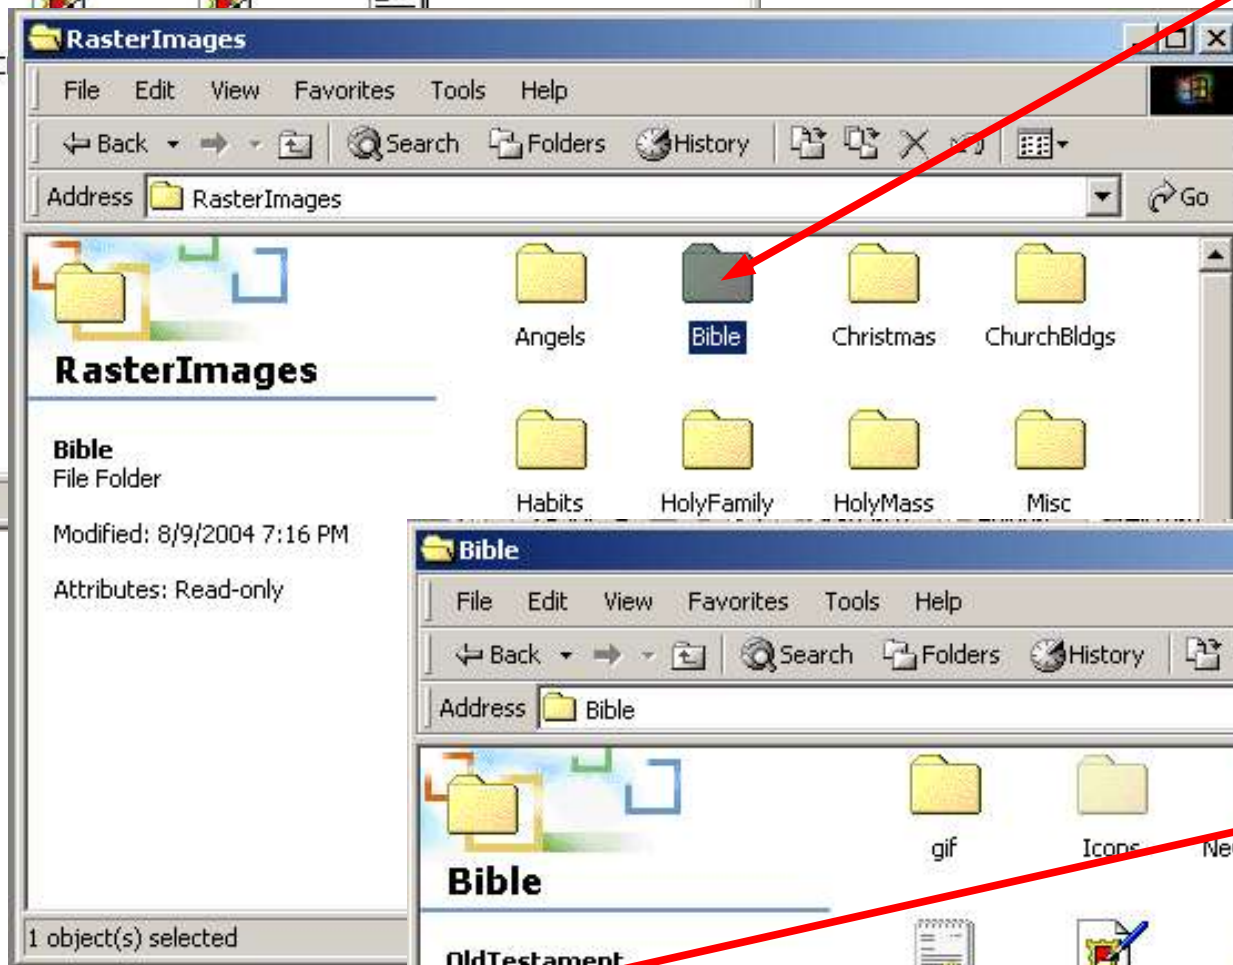 RasterImages
File Edit View Favorites Tools Help
Back Search Folders History
Address RasterImages Go
RasterImages
Bible
File Folder
Modified: 8/9/2004 7:16 PM
Attributes: Read-only
Angels Bible Christmas ChurchBldgs
Habits HolyFamily HolyMass Misc
1 object(s) selected
Bible
File Edit View Favorites Tools Help
Back Search Folders History
Address Bible
Bible
OldTestament
gif Icons